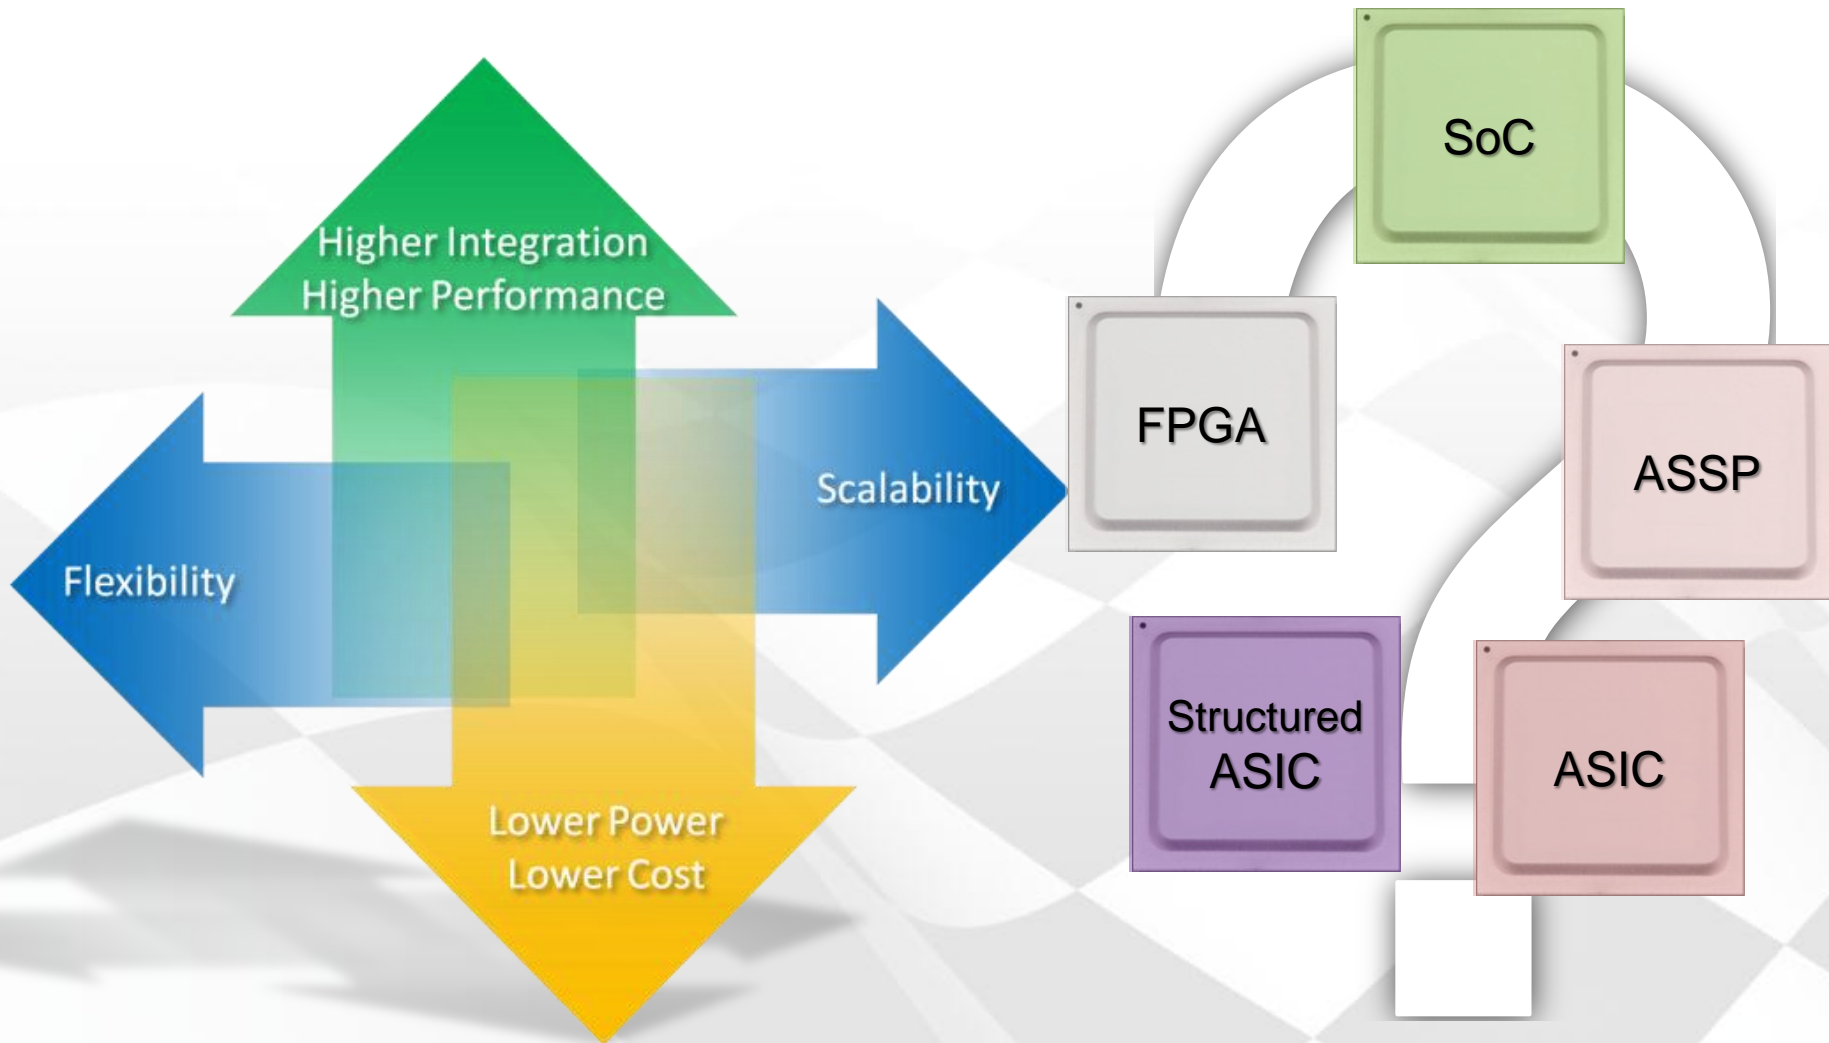 Higher Integration
Higher Performance
Flexibility
Scalability
Lower Power
Lower Cost
SoC
FPGA
ASSP
Structured
ASIC
ASIC